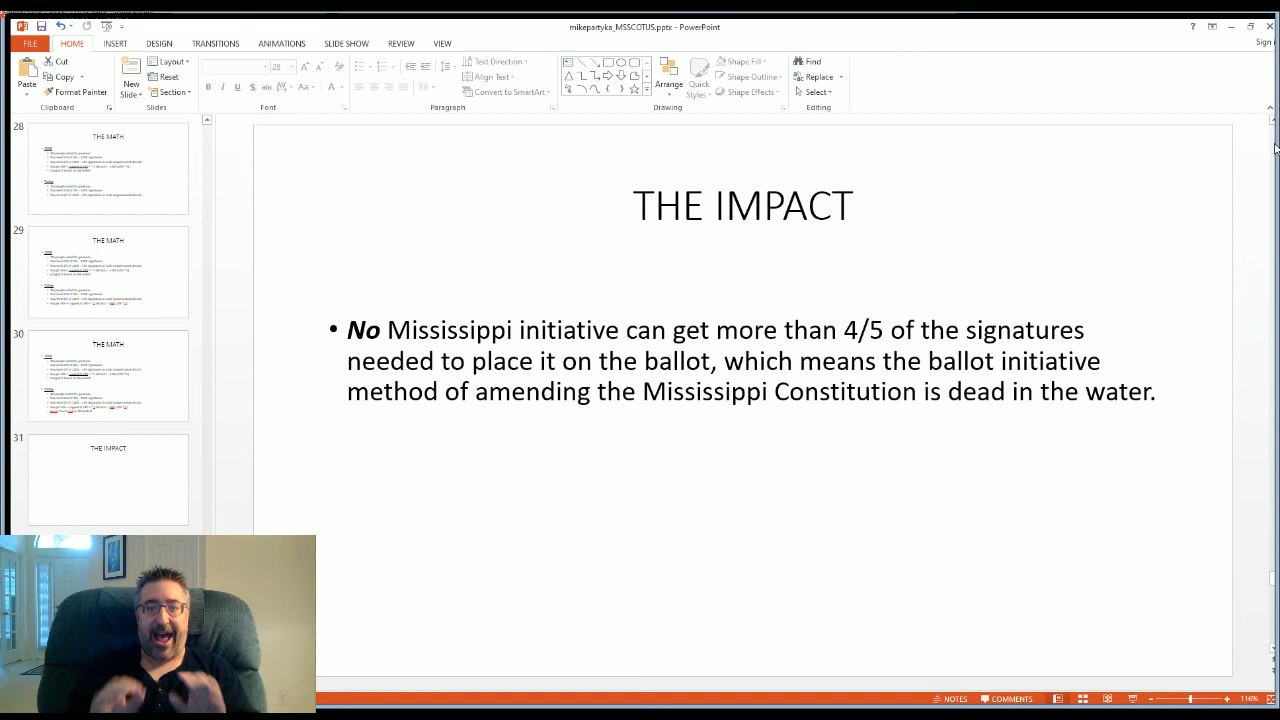 mikepartyka_MSSCOTUS.pptx - PowerPoint
FILE HOME INSERT DESIGN TRANSITIONS ANIMATIONS SLIDE SHOW REVIEW VIEW
Sign
Paste
Cut
Copy
Format Painter
Clipboard
New
Slide
Layout
Reset
Section
Slides
28
Font
Text Direction
Align Text
Convert to SmartArt
Paragraph
Arrange
Quick
Styles
Shape Fill
Shape Outline
Shape Effects
Drawing
Find
Replace
Select
Editing
28
THE MATH
29
THE MATH
30
THE MATH
31
THE IMPACT
THE IMPACT
• No Mississippi initiative can get more than 4/5 of the signatures
needed to place it on the ballot, which means the ballot initiative
method of amending the Mississippi Constitution is dead in the water.
NOTES COMMENTS 116%